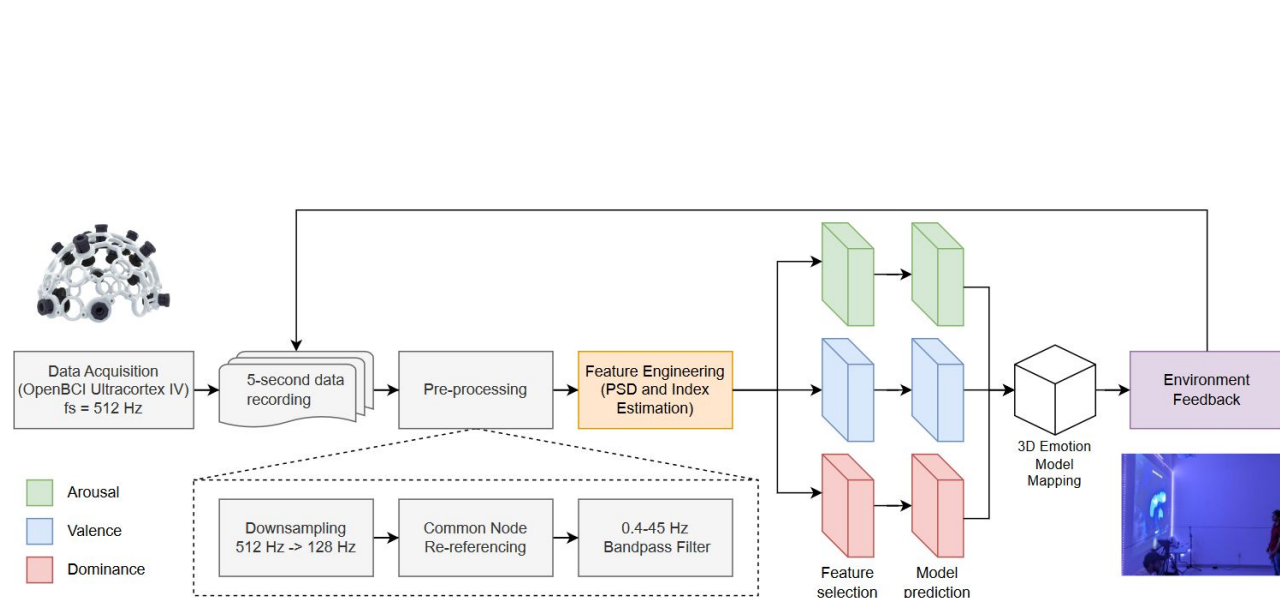 Data Acquisition
(OpenBCI Ultracortex IV)
fs = 512 Hz
5-second data
recording
Pre-processing
Feature Engineering
(PSD and Index
Estimation)
3D Emotion
Model
Mapping
Environment
Feedback
Arousal
Valence
Dominance
Downsampling
512 Hz -> 128 Hz
Common Node
Re-referencing
0.4-45 Hz
Bandpass Filter
Feature
selection
Model
prediction